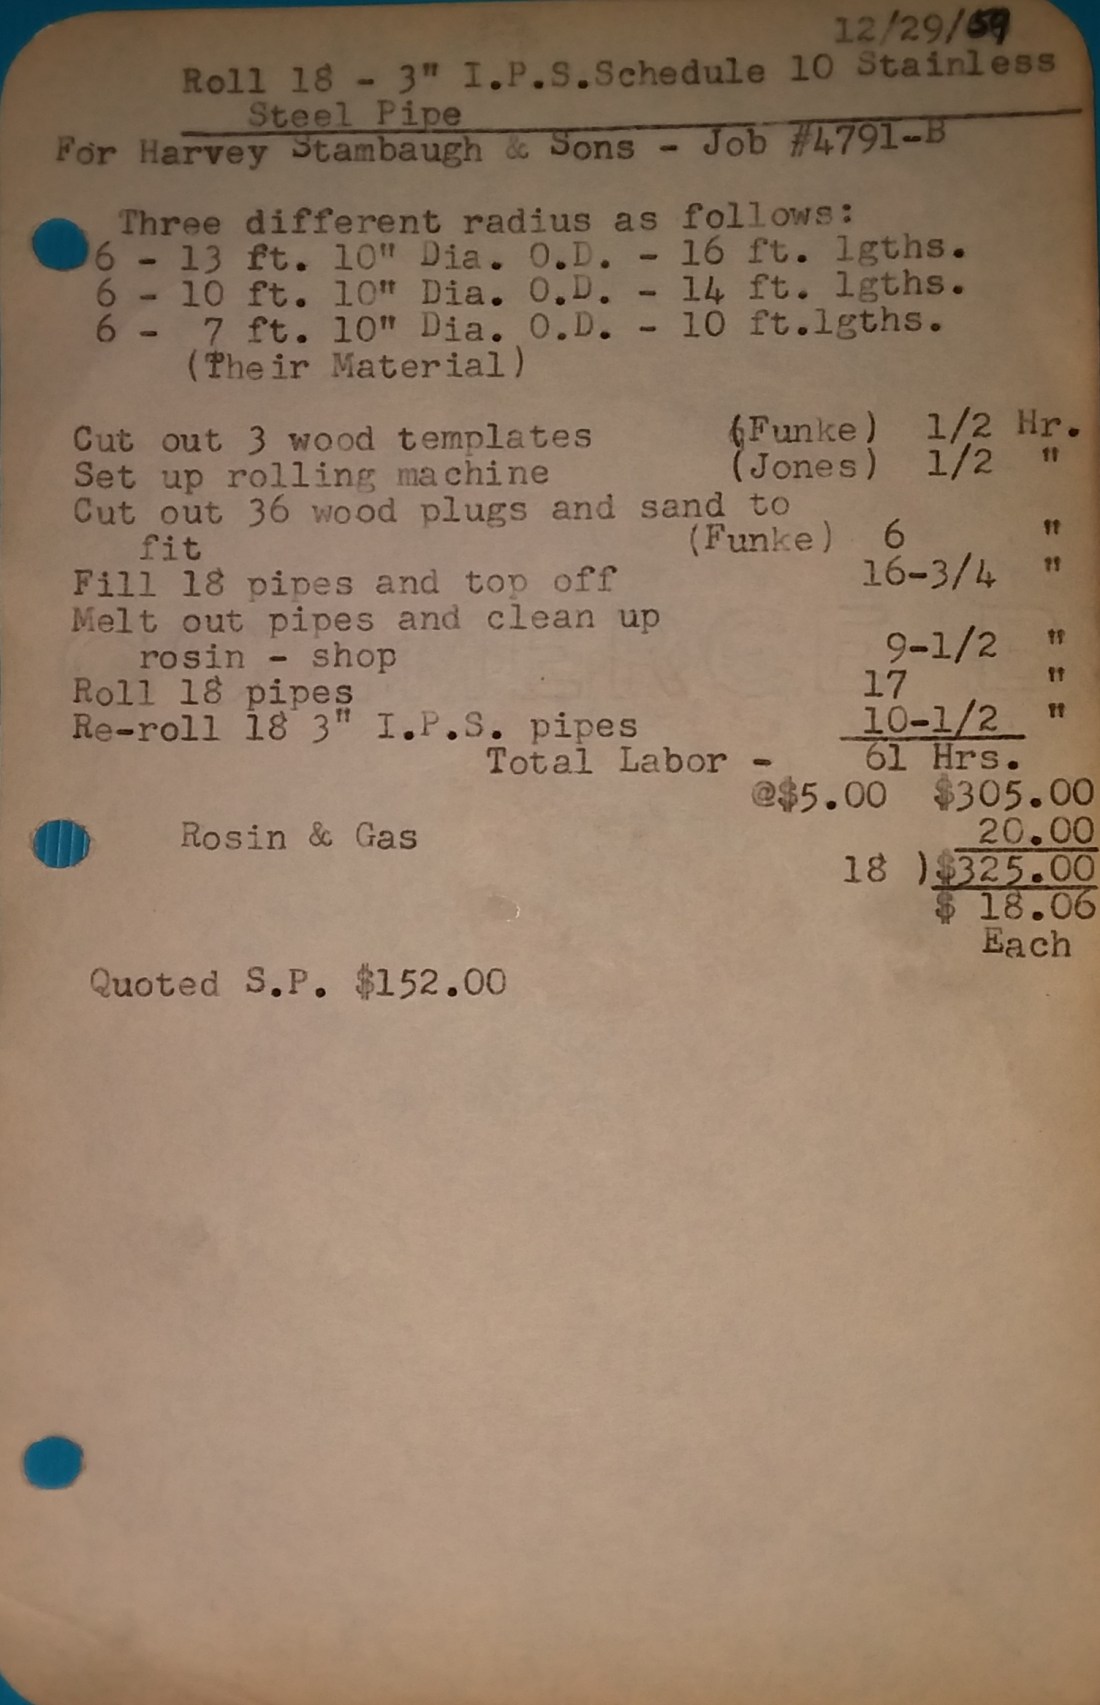 12/29/59
Roll 18 - 3" I.P.S.Schedule 10 Stainless
Steel Pipe
For Harvey Stambaugh & Sons - Job #4791-B
Three different radius as follows:
6 - 13 ft. 10" Dia. O.D. - 16 ft. lgths.
6 - 10 ft. 10" Dia. O.D. - 14 ft. lgths.
6 - 7 ft. 10" Dia. O.D. - 10 ft.lgths.
(Their Material)
Cut out 3 wood templates (Funke) 1/2 Hr.
Set up rolling machine (Jones) 1/2 "
Cut out 36 wood plugs and sand to
fit (Funke) 6 "
Fill 18 pipes and top off 16-3/4 "
Melt out pipes and clean up
rosin - shop 9-1/2 "
Roll 18 pipes 17 "
Re-roll 18 3" I.P.S. pipes 10-1/2 "
Total Labor - 61 Hrs.
@$5.00 $305.00
Rosin & Gas 20.00
18 )$325.00
$ 18.06
Each
Quoted S.P. $152.00